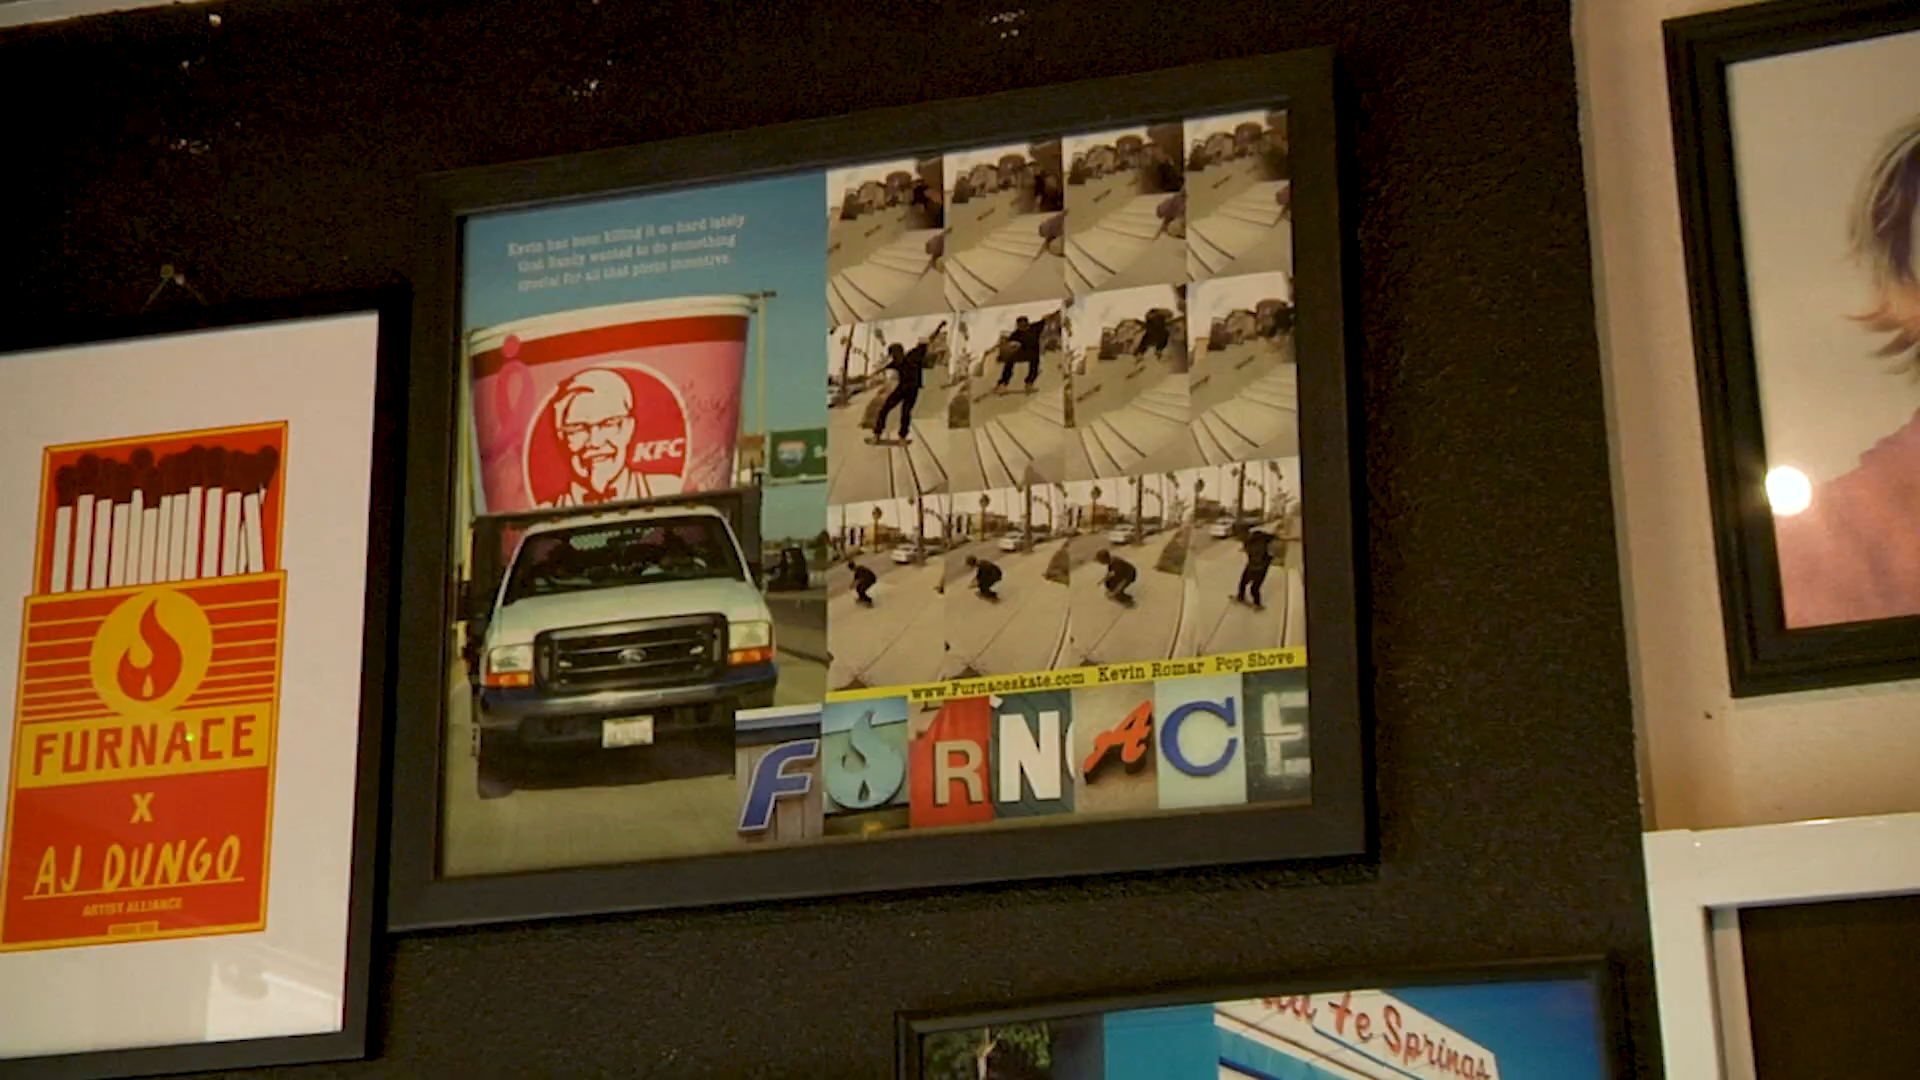 FURNACE
X
AJ DUNGO
ARTIST ALLIANCE
Kevin has been killing it so hard lately
that Randy wanted to do something
special for all that photo incentive
KFC
www.Furnaceskate.com Kevin Romar Pop Shove
FURNACE
Te Springs